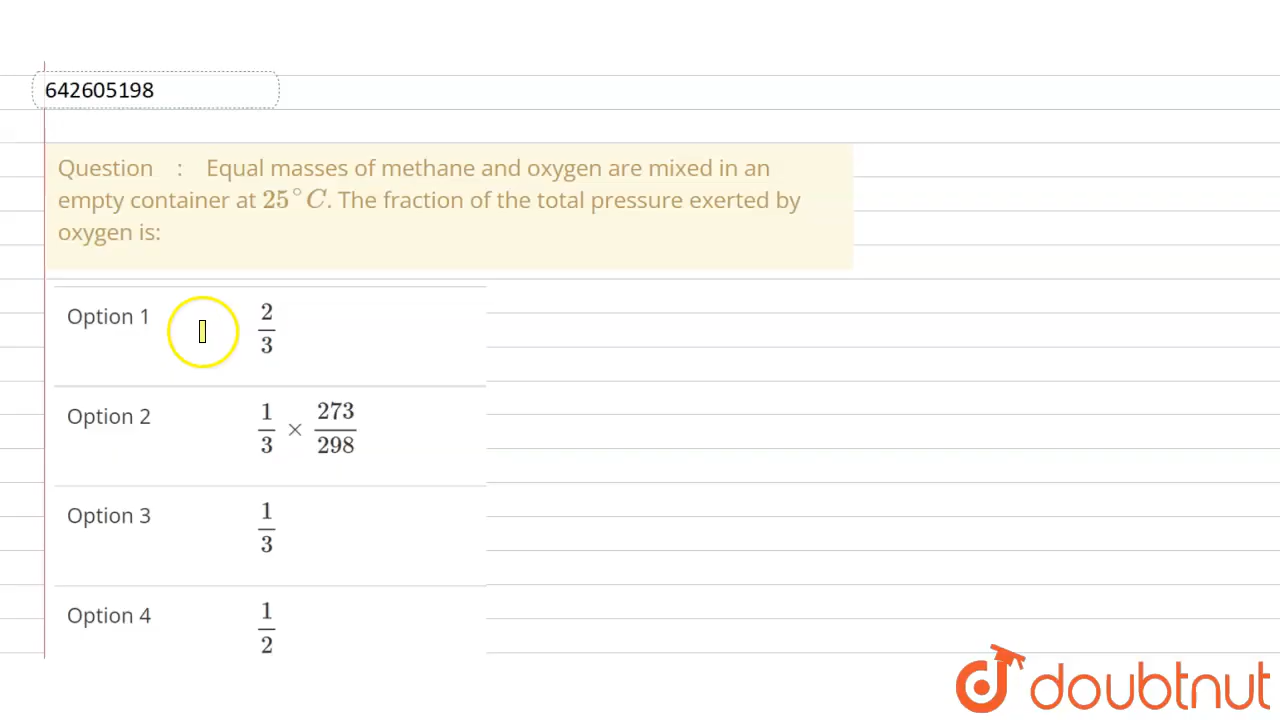 642605198
Question : Equal masses of methane and oxygen are mixed in an
empty container at 25°C. The fraction of the total pressure exerted by
oxygen is:
Option 1 2/3
Option 2 1/3 × 273/298
Option 3 1/3
Option 4 1/2
doubtnut